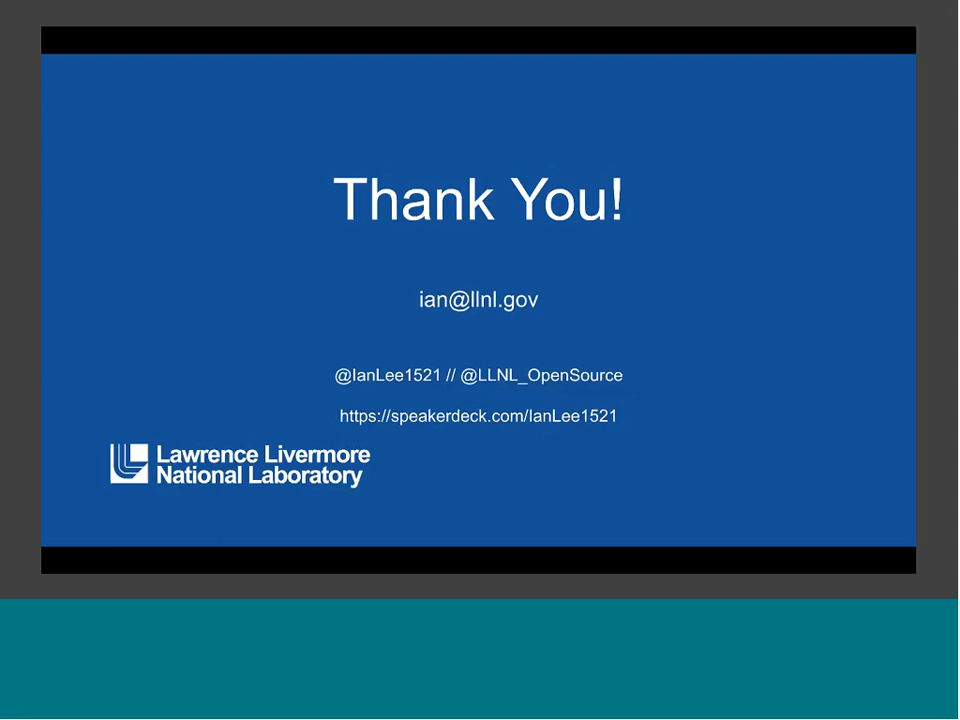 Thank You!
ian@llnl.gov
@IanLee1521 // @LLNL_OpenSource
https://speakerdeck.com/IanLee1521
Lawrence Livermore
National Laboratory